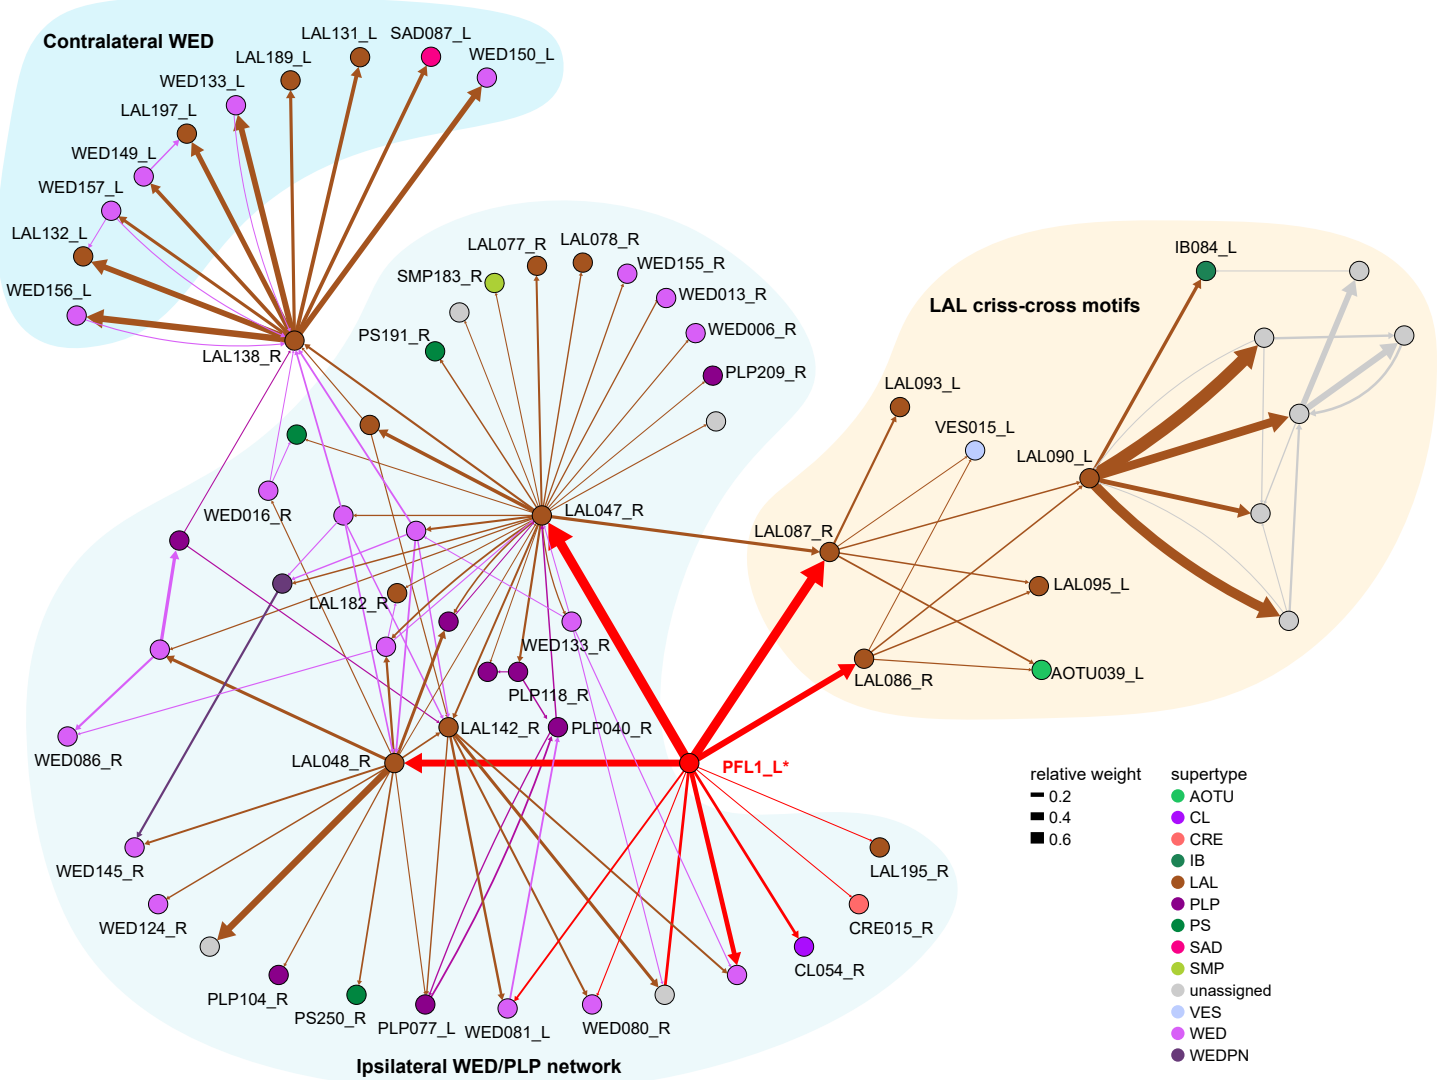 Contralateral WED
LAL131_L
SAD087_L
LAL189_L
WED150_L
WED133_L
LAL197_L
WED149_L
WED157_L
LAL132_L
WED156_L
LAL138_R
LAL077_R
LAL078_R
SMP183_R
WED155_R
WED013_R
PS191_R
WED006_R
PLP209_R
WED016_R
LAL047_R
LAL182_R
WED133_R
PLP118_R
LAL142_R
PLP040_R
WED086_R
LAL048_R
PFL1_L*
WED145_R
WED124_R
PLP104_R
PS250_R
PLP077_L
WED081_L
WED080_R
CL054_R
CRE015_R
LAL195_R
Ipsilateral WED/PLP network
LAL criss-cross motifs
IB084_L
LAL093_L
VES015_L
LAL090_L
LAL087_R
LAL095_L
LAL086_R
AOTU039_L
relative weight
0.2
0.4
0.6
supertype
AOTU
CL
CRE
IB
LAL
PLP
PS
SAD
SMP
unassigned
VES
WED
WEDPN